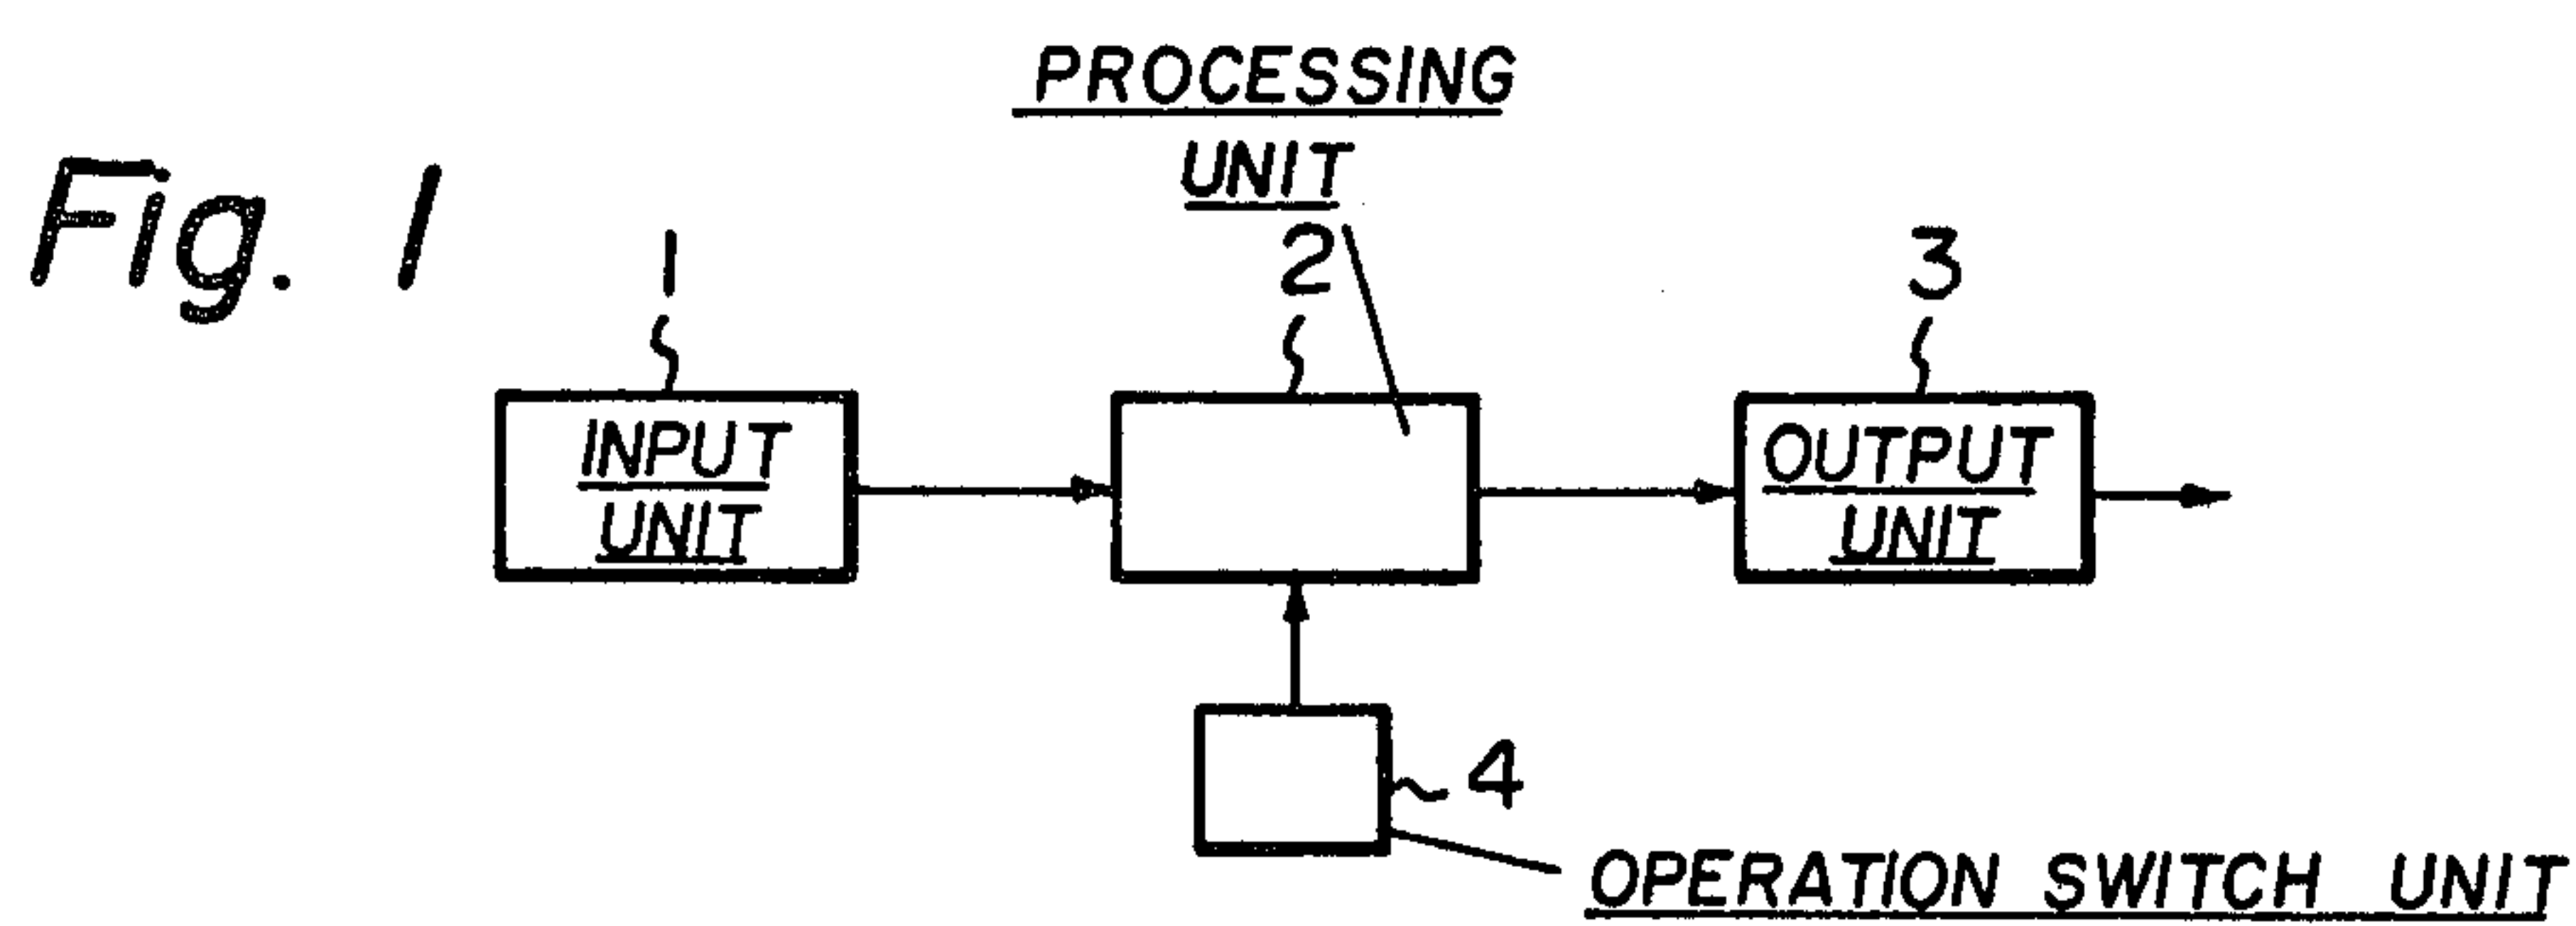 PROCESSING
UNIT
Fig. 1
1
2
3
INPUT
UNIT
OUTPUT
UNIT
4
OPERATION SWITCH UNIT